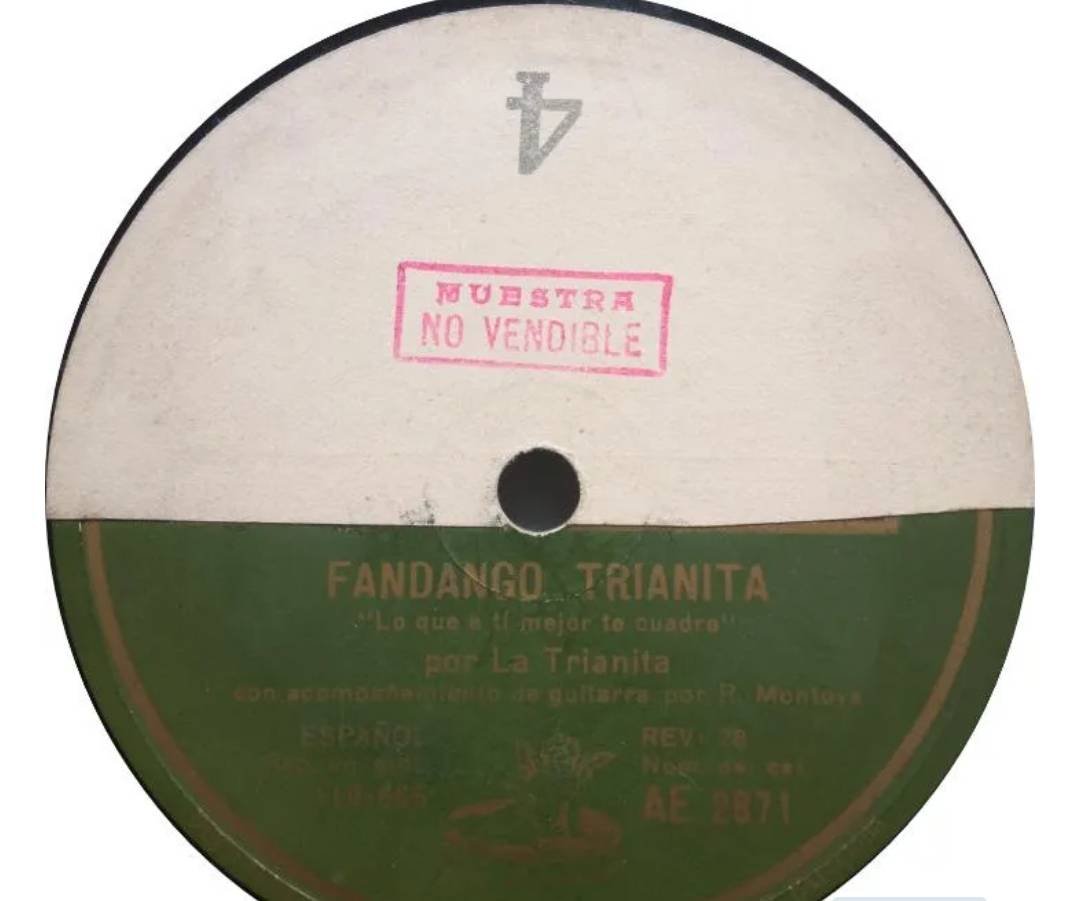 4
MUESTRA
NO VENDIBLE
FANDANGO TRIANITA
"Lo que a tí mejor te cuadre"
por La Trianita
con acompañamiento de guitarra por R. Montoya
ESPAÑOL
REV. 78
AE 2871